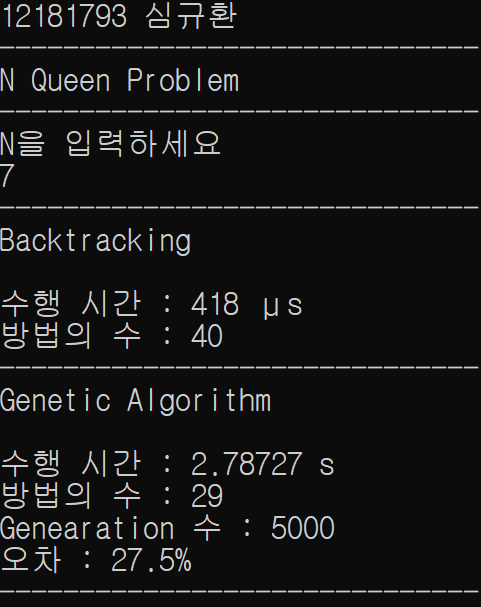 12181793 심규환
N Queen Problem
N을 입력하세요
7
Backtracking
수행 시간 : 418 μs
방법의 수 : 40
Genetic Algorithm
수행 시간 : 2.78727 s
방법의 수 : 29
Genearation 수 : 5000
오차 : 27.5%